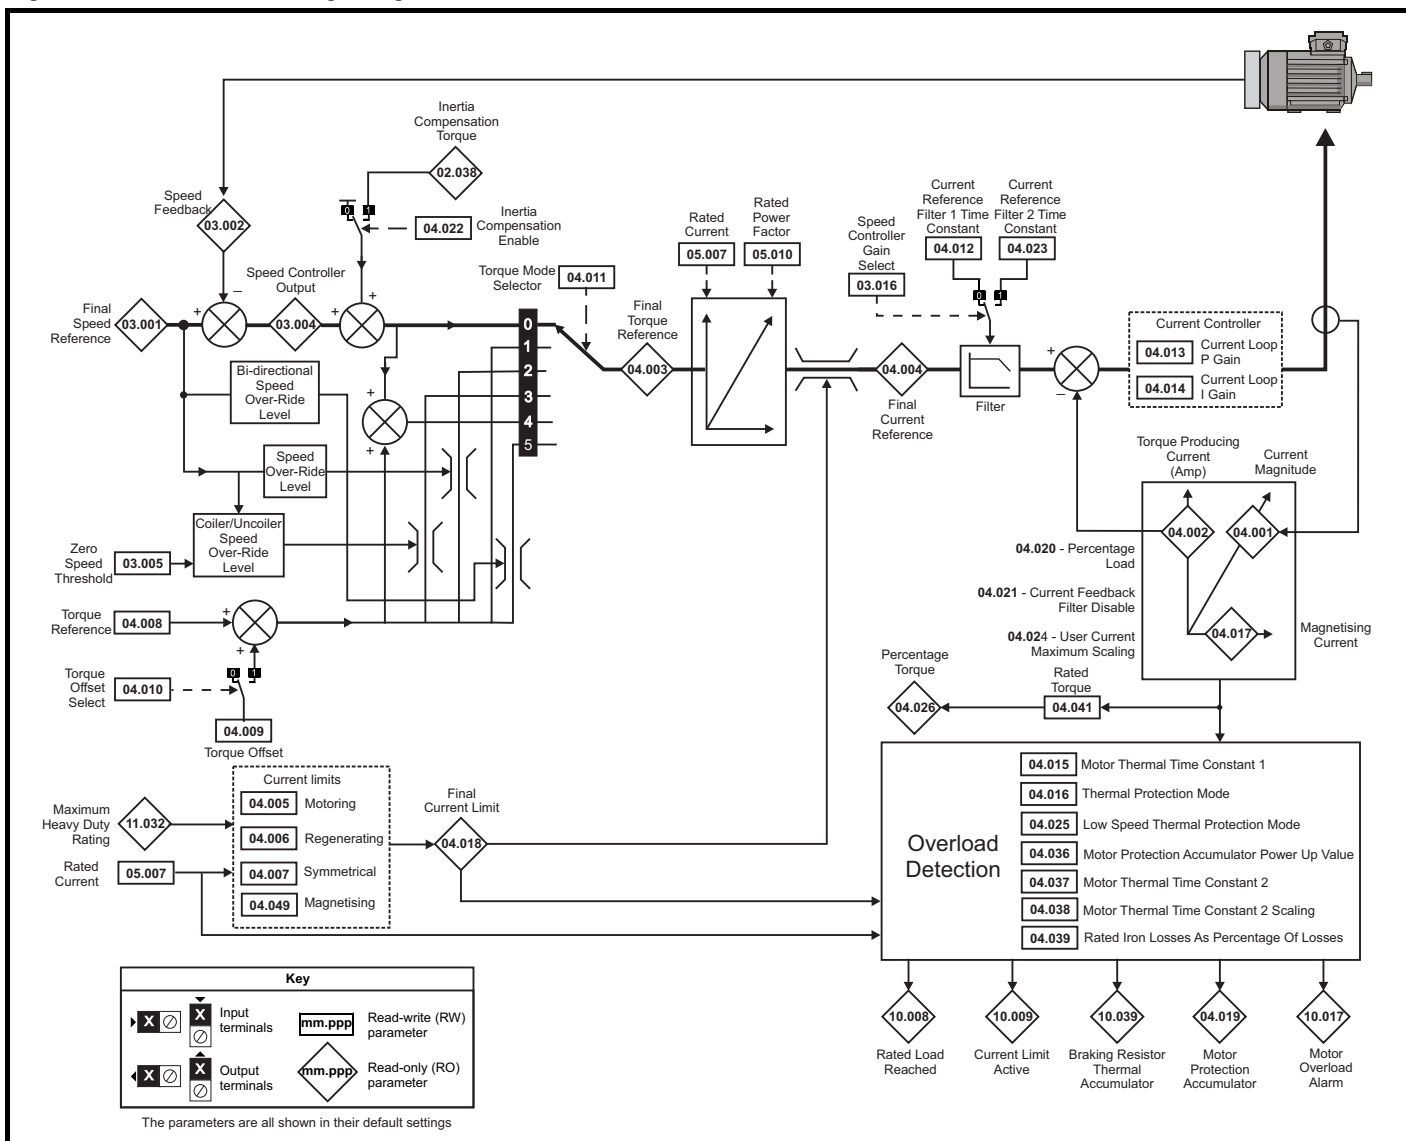 Inertia
Compensation
Torque
02.038
Speed
Feedback
03.002
0 1
04.022
Inertia
Compensation
Enable
Final
Speed
Reference
03.001
Speed Controller
Output
03.004
Torque Mode
Selector
04.011
0
1
2
3
4
5
Final
Torque
Reference
04.003
Rated
Current
05.007
Rated
Power
Factor
05.010
Speed
Controller
Gain
Select
03.016
Current
Reference
Filter 1 Time
Constant
04.012
Current
Reference
Filter 2 Time
Constant
04.023
0 1
Final
Current
Reference
04.004
Filter
Current Controller
04.013 Current Loop
P Gain
04.014 Current Loop
I Gain
Bi-directional
Speed
Over-Ride
Level
Speed
Over-Ride
Level
Coiler/Uncoiler
Speed
Over-Ride
Level
Zero
Speed
Threshold
03.005
Torque
Reference
04.008
Torque
Offset
Select
04.010
0 1
04.009
Torque Offset
Torque Producing
Current
(Amp)
04.002
Current
Magnitude
04.001
04.017
Magnetising
Current
04.020 - Percentage
Load
04.021 - Current Feedback
Filter Disable
04.024 - User Current
Maximum Scaling
Percentage
Torque
04.026
Rated
Torque
04.041
Maximum
Heavy Duty
Rating
11.032
Rated
Current
05.007
Current limits
04.005 Motoring
04.006 Regenerating
04.007 Symmetrical
04.049 Magnetising
Final
Current Limit
04.018
Overload
Detection
04.015 Motor Thermal Time Constant 1
04.016 Thermal Protection Mode
04.025 Low Speed Thermal Protection Mode
04.036 Motor Protection Accumulator Power Up Value
04.037 Motor Thermal Time Constant 2
04.038 Motor Thermal Time Constant 2 Scaling
04.039 Rated Iron Losses As Percentage Of Losses
10.008
Rated Load
Reached
10.009
Current Limit
Active
10.039
Braking Resistor
Thermal
Accumulator
04.019
Motor
Protection
Accumulator
10.017
Motor
Overload
Alarm
Key
X X Input
terminals
mm.ppp Read-write (RW)
parameter
X X Output
terminals
mm.ppp Read-only (RO)
parameter
The parameters are all shown in their default settings